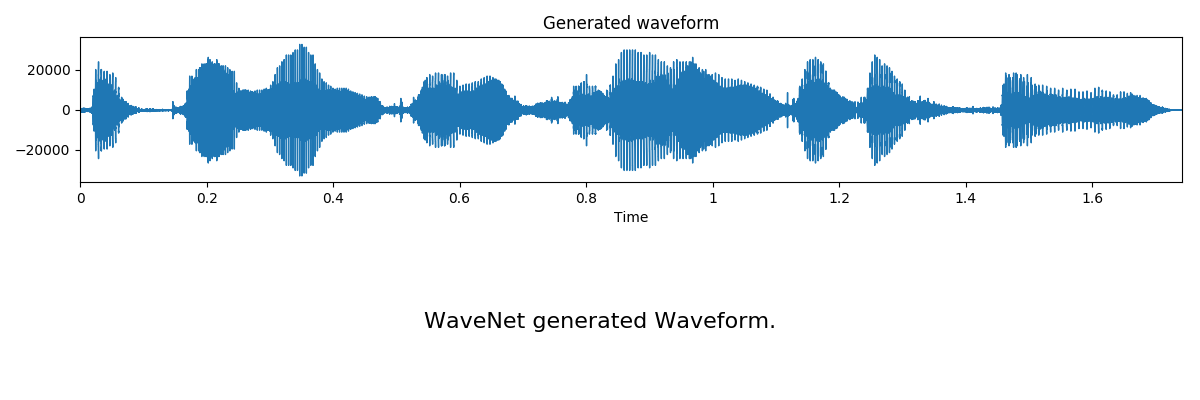 Generated waveform
20000
0
−20000
0 0.2 0.4 0.6 0.8 1 1.2 1.4 1.6
Time
WaveNet generated Waveform.